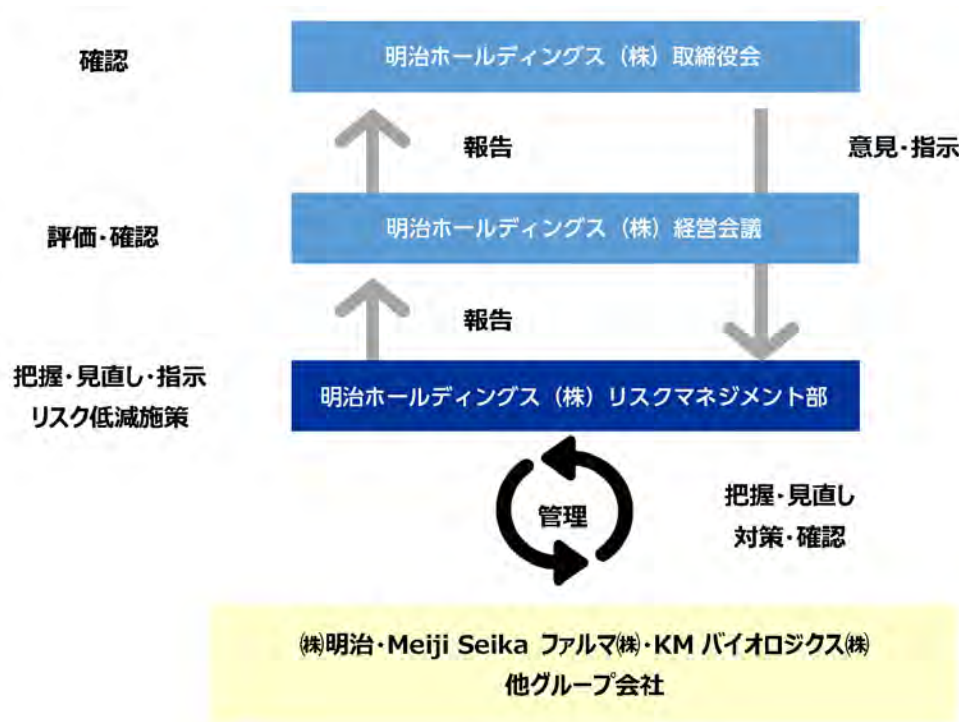 確認
明治ホールディングス（株）取締役会
報告
意見・指示
評価・確認
明治ホールディングス（株）経営会議
報告
把握・見直し・指示
リスク低減施策
明治ホールディングス（株）リスクマネジメント部
管理
把握・見直し
対策・確認
㈱明治・Meiji Seika ファルマ㈱・KM バイオロジクス㈱
他グループ会社